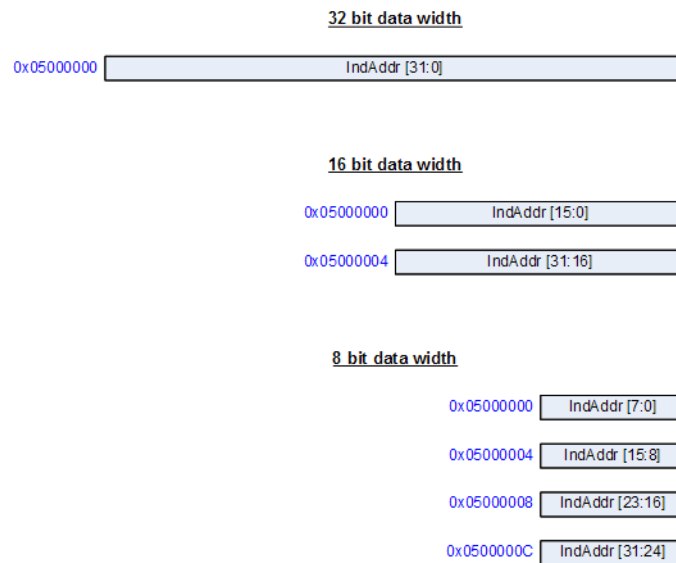 32 bit data width
0x05000000 IndAddr [31:0]
16 bit data width
0x05000000 IndAddr [15:0]
0x05000004 IndAddr [31:16]
8 bit data width
0x05000000 IndAddr [7:0]
0x05000004 IndAddr [15:8]
0x05000008 IndAddr [23:16]
0x0500000C IndAddr [31:24]